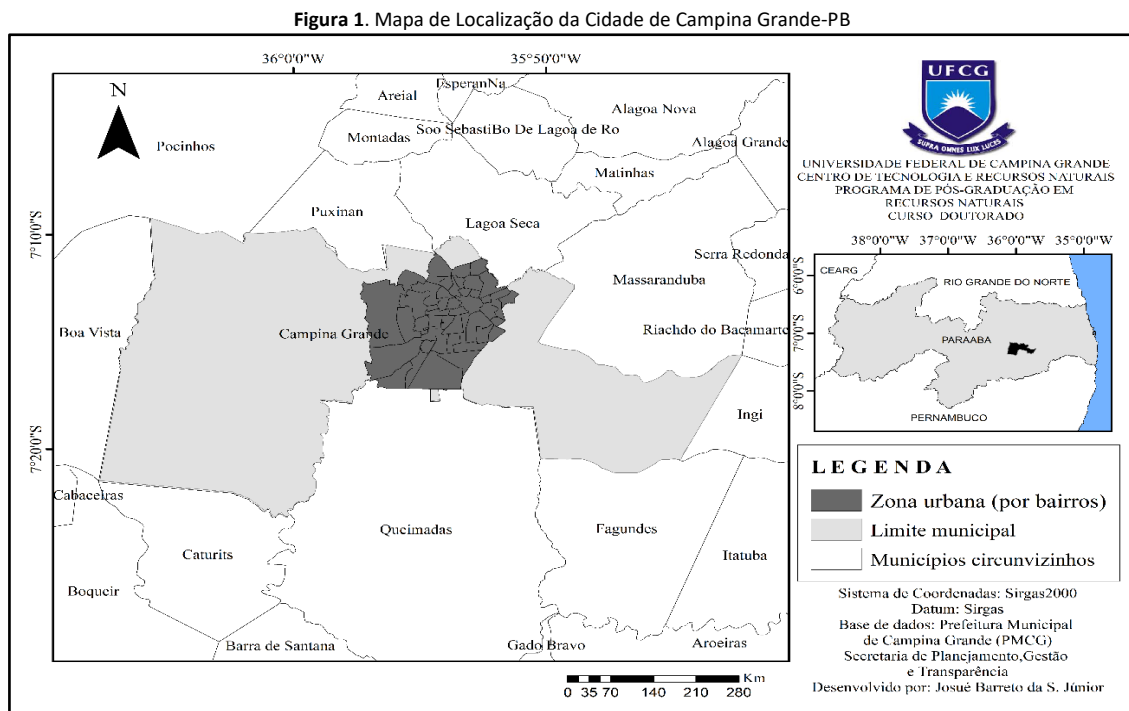 Figura 1. Mapa de Localização da Cidade de Campina Grande-PB
36°0'0"W
35°50'0"W
N
EsperanNa
Areial
Alagoa Nova
Soo SebastiBo De Lagoa de Ro
Montadas
Pocinhos
Alagoa Grande
Matinhas
Puxinan
Lagoa Seca
7°10'0"S
Serra Redonda
Massaranduba
Boa Vista
Campina Grande
Riachdo do Bacamarte
Ingi
7°20'0"S
Cabaceiras
Queimadas
Fagundes
Caturits
Itatuba
Boqueir
Barra de Santana
Gado Bravo
Aroeiras
0 35 70 140 210 280 Km
UFCG
SUPRA OMNES LUX LUCES
UNIVERSIDADE FEDERAL DE CAMPINA GRANDE
CENTRO DE TECNOLOGIA E RECURSOS NATURAIS
PROGRAMA DE PÓS-GRADUAÇÃO EM
RECURSOS NATURAIS
CURSO DOUTORADO
38°0'0"W 37°0'0"W 36°0'0"W 35°0'0"W
CEARG
RIO GRANDE DO NORTE
6°0'0"S
PARAABA
7°0'0"S
8°0'0"S
PERNAMBUCO
LEGENDA
Zona urbana (por bairros)
Limite municipal
Municípios circunvizinhos
Sistema de Coordenadas: Sirgas2000
Datum: Sirgas
Base de dados: Prefeitura Municipal
de Campina Grande (PMCG)
Secretaria de Planejamento,Gestão
e Transparência
Desenvolvido por: Josué Barreto da S. Júnior